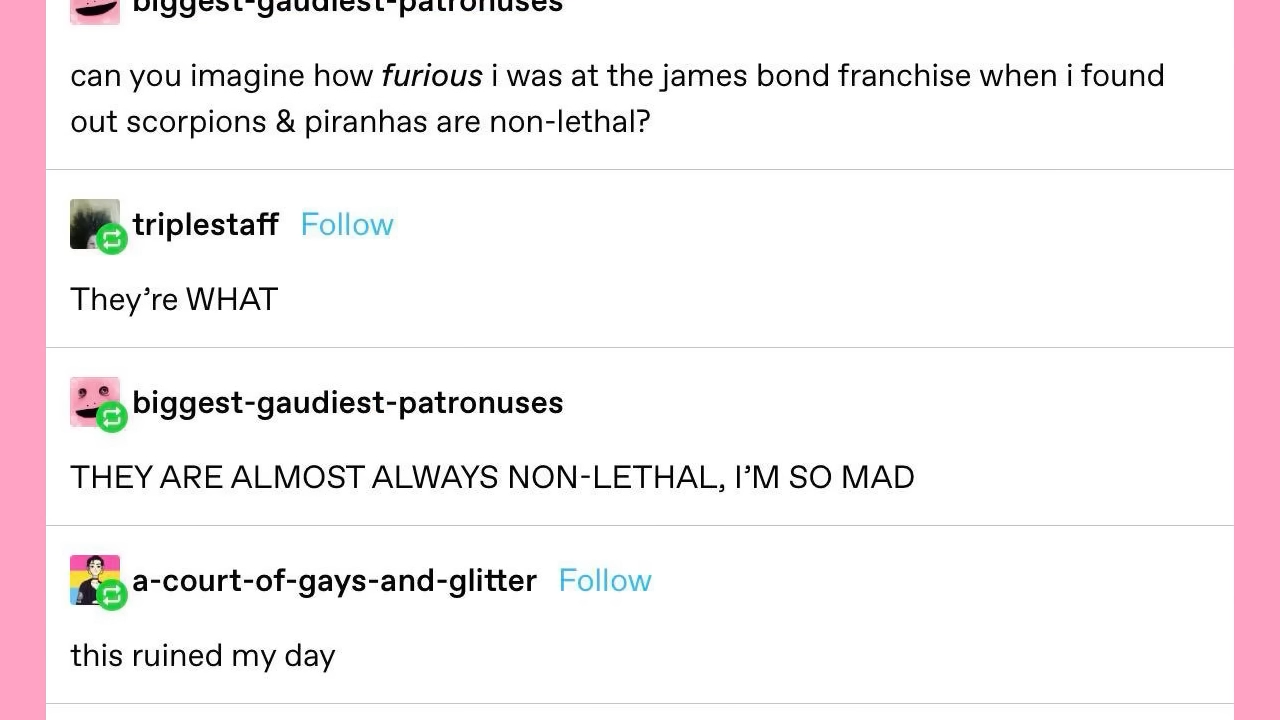 biggest-gaudiest-patronuses
can you imagine how furious i was at the james bond franchise when i found
out scorpions & piranhas are non-lethal?
triplestaff Follow
They’re WHAT
biggest-gaudiest-patronuses
THEY ARE ALMOST ALWAYS NON-LETHAL, I’M SO MAD
a-court-of-gays-and-glitter Follow
this ruined my day